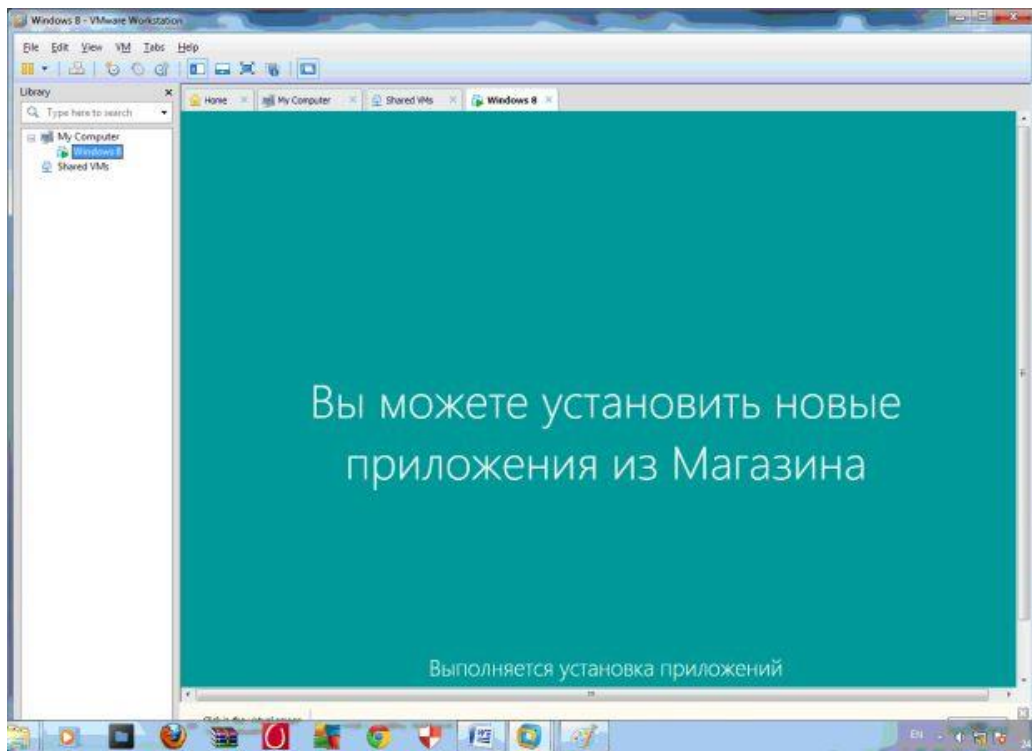 Windows 8 - VMware Workstation
File Edit View VM Tabs Help
Library
Type here to search
My Computer
Windows 8
Shared VMs
Home
My Computer
Shared VMs
Windows 8
Вы можете установить новые
приложения из Магазина
Выполняется установка приложений
EN